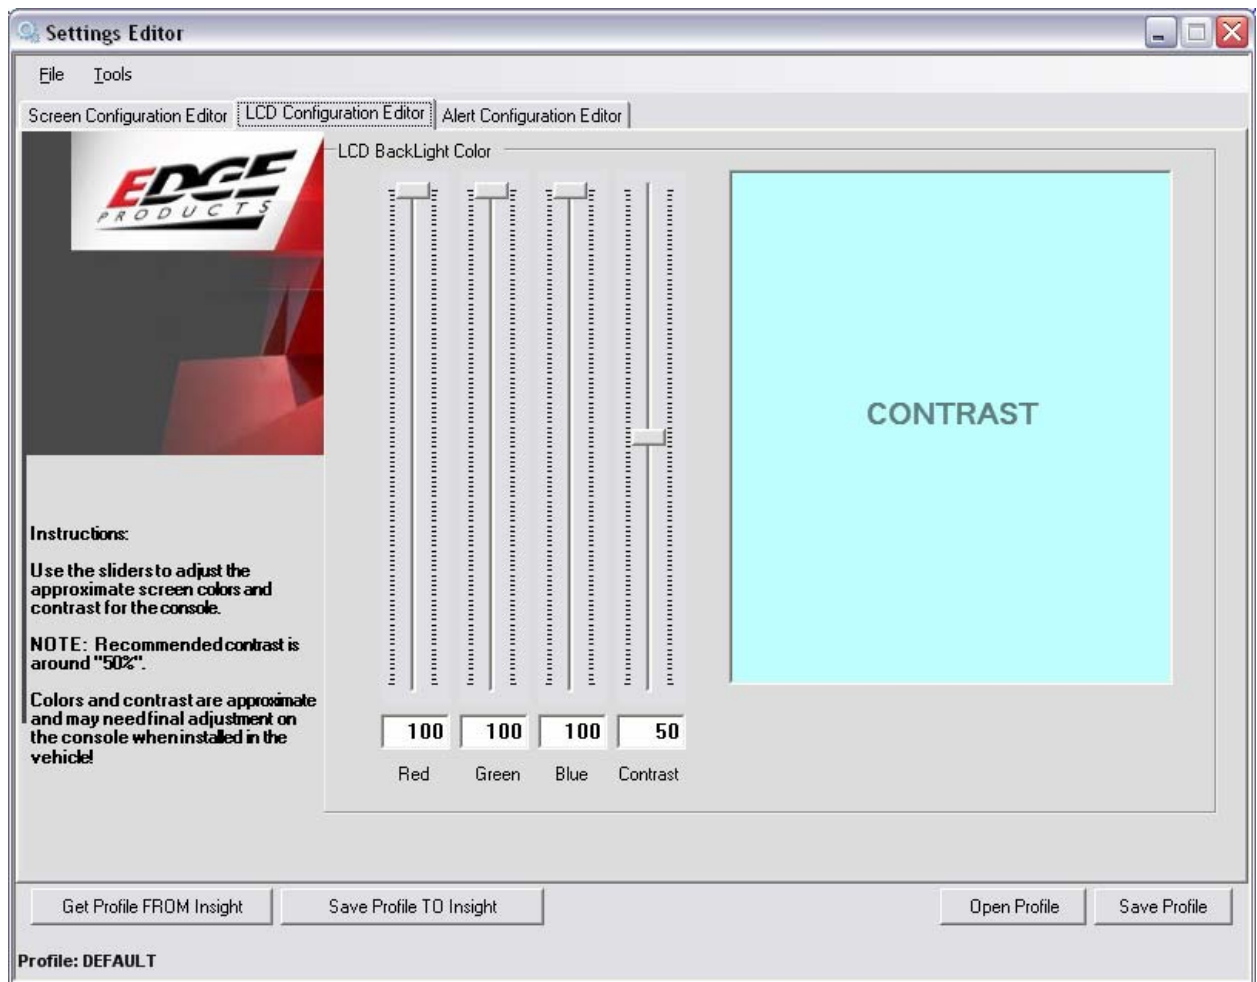 Settings Editor
File Tools
Screen Configuration Editor LCD Configuration Editor Alert Configuration Editor
EDGE
PRODUCTS
Instructions:
Use the sliders to adjust the
approximate screen colors and
contrast for the console.
NOTE: Recommended contrast is
around "50%".
Colors and contrast are approximate
and may need final adjustment on
the console when installed in the
vehicle!
LCD BackLight Color
100 100 100 50
Red Green Blue Contrast
CONTRAST
Get Profile FROM Insight Save Profile TO Insight Open Profile Save Profile
Profile: DEFAULT